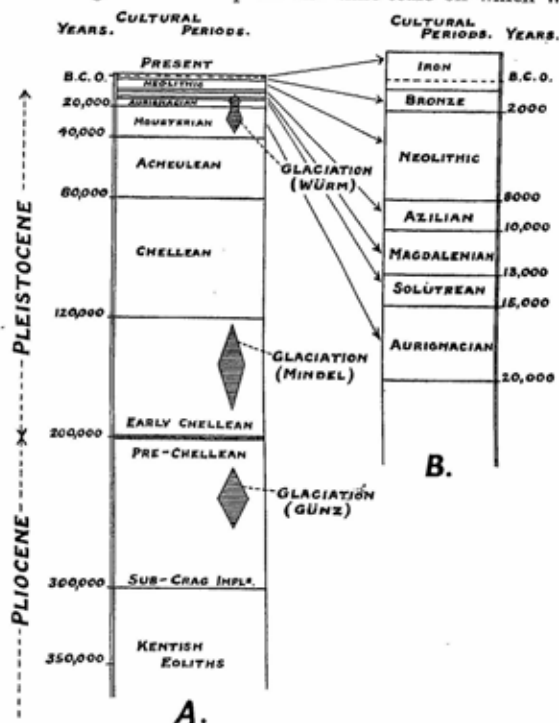 YEARS.
CULTURAL
PERIODS.
PRESENT
B.C.O.
NEOLITHIC
20,000
AURIGNACIAN
MOUSTERIAN
40,000
GLACIATION
(WÜRM)
ACHEULEAN
80,000
CHELLEAN
120,000
GLACIATION
(MINDEL)
EARLY CHELLEAN
200,000
PRE-CHELLEAN
GLACIATION
(GÜNZ)
SUB-CRAG IMPLS.
300,000
KENTISH
EOLITHS
350,000
A.
PLEISTOCENE
PLIOCENE
CULTURAL
PERIODS.
YEARS.
IRON
B.C.O.
BRONZE
2000
NEOLITHIC
8000
AZILIAN
10,000
MAGDALENIAN
13,000
SOLUTREAN
15,000
AURIGNACIAN
20,000
B.